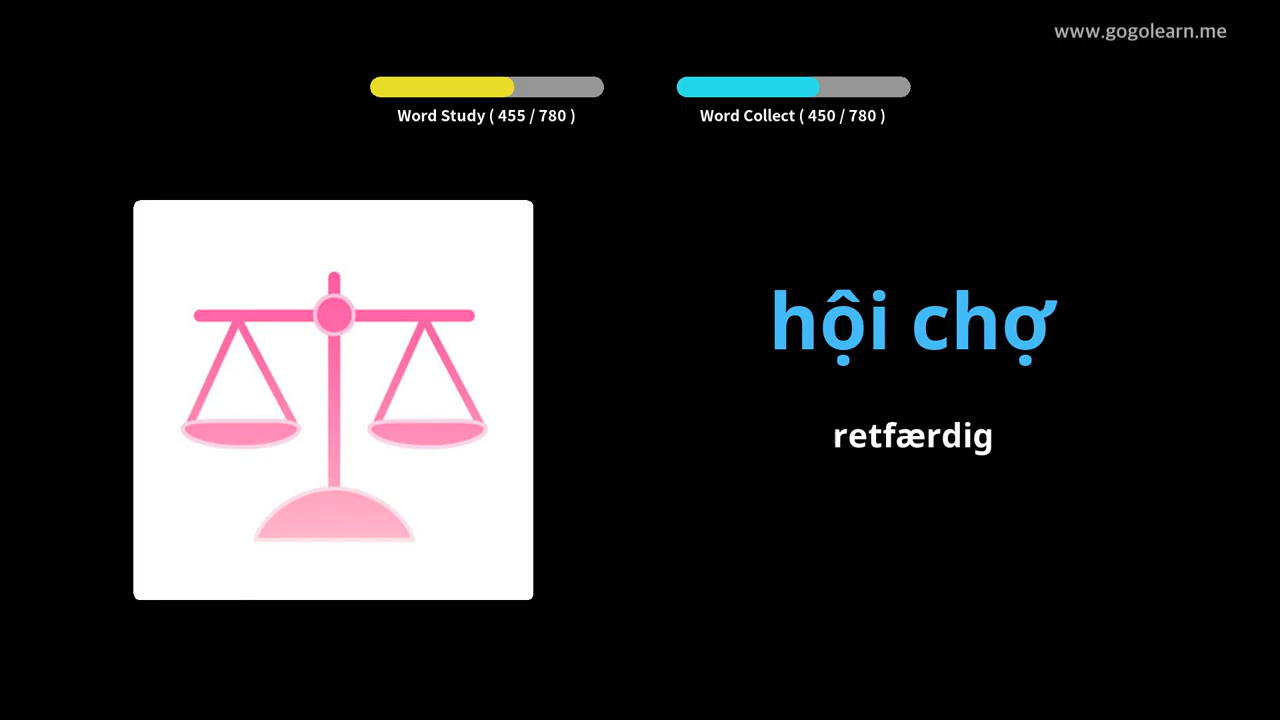 www.gogolearn.me
Word Study ( 455 / 780 )
Word Collect ( 450 / 780 )
hội chợ
retfærdig